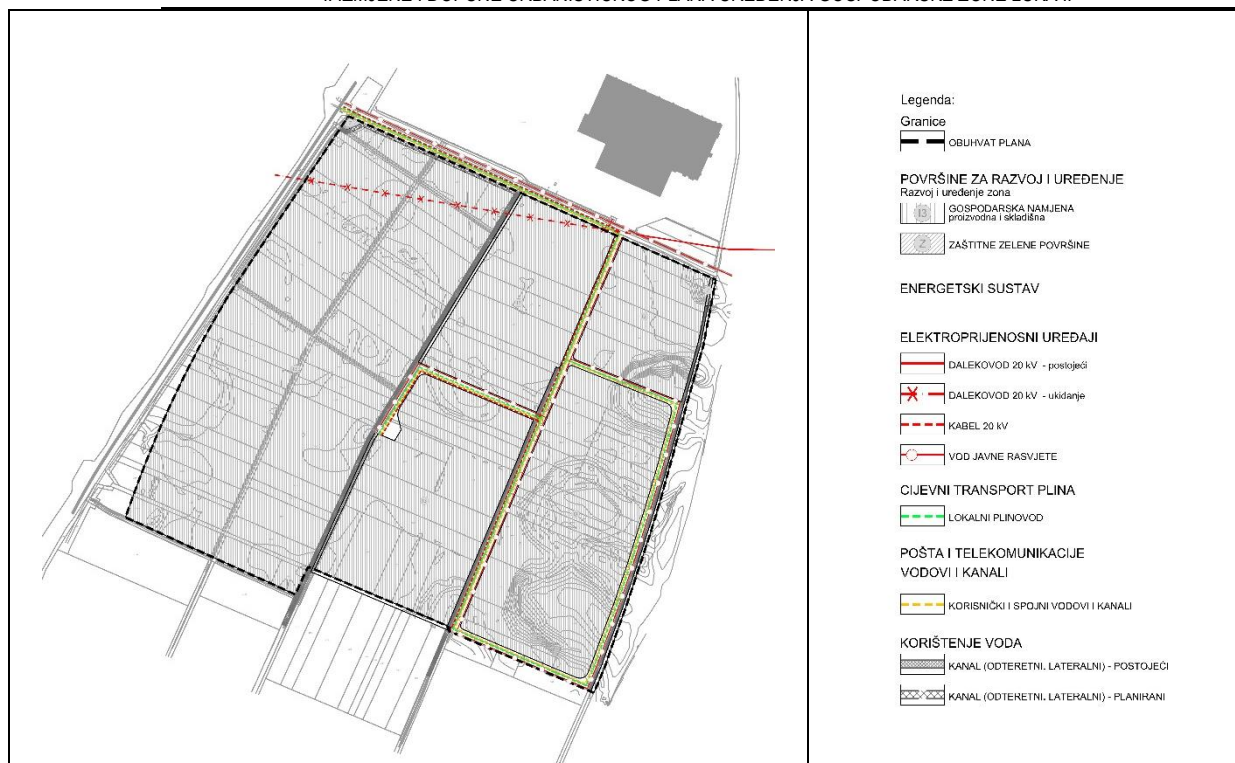 Legenda:
Granice
OBUHVAT PLANA
POVRŠINE ZA RAZVOJ I UREĐENJE
Razvoj i uređenje zona
I3
GOSPODARSKA NAMJENA
proizvodna i skladišna
Z
ZAŠTITNE ZELENE POVRŠINE
ENERGETSKI SUSTAV
ELEKTROPRIJENOSNI UREĐAJI
DALEKOVOD 20 kV - postojeći
DALEKOVOD 20 kV - ukidanje
KABEL 20 kV
VOD JAVNE RASVJETE
CIJEVNI TRANSPORT PLINA
LOKALNI PLINOVOD
POŠTA I TELEKOMUNIKACIJE
VODOVI I KANALI
KORISNIČKI I SPOJNI VODOVI I KANALI
KORIŠTENJE VODA
KANAL (ODTERETNI, LATERALNI) - POSTOJEĆI
KANAL (ODTERETNI, LATERALNI) - PLANIRANI